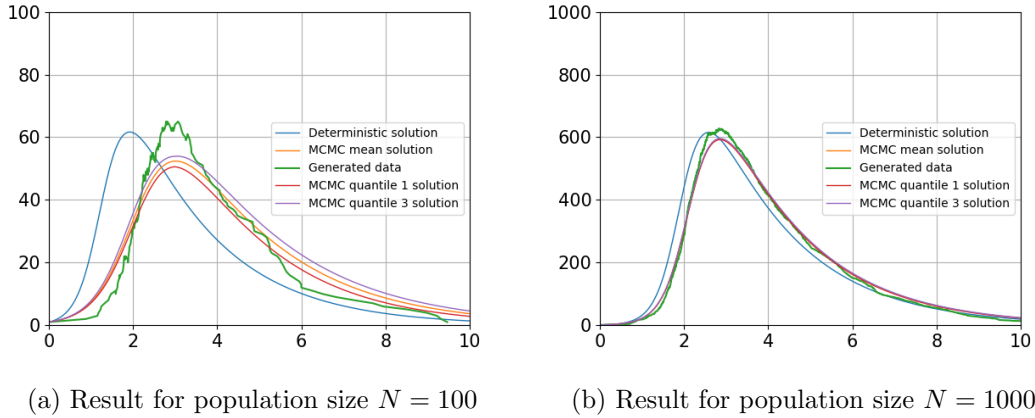 100
80
60
40
20
0
0 2 4 6 8 10
Deterministic solution
MCMC mean solution
Generated data
MCMC quantile 1 solution
MCMC quantile 3 solution
(a) Result for population size N = 100
1000
800
600
400
200
0
0 2 4 6 8 10
Deterministic solution
MCMC mean solution
Generated data
MCMC quantile 1 solution
MCMC quantile 3 solution
(b) Result for population size N = 1000